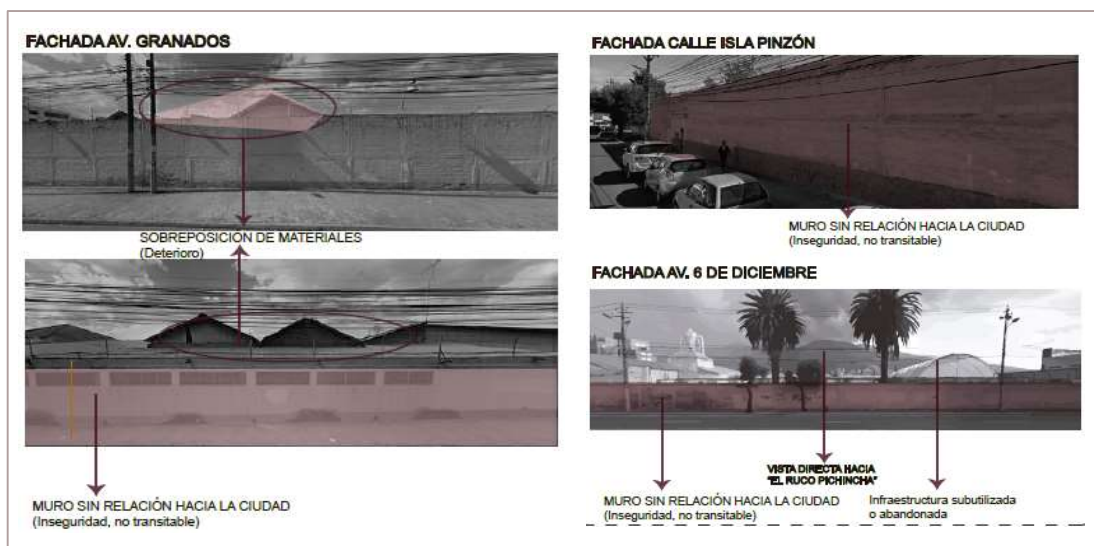 FACHADA AV. GRANADOS
SOBREPOSICIÓN DE MATERIALES
(Deterioro)
MURO SIN RELACIÓN HACIA LA CIUDAD
(Inseguridad, no transitable)
FACHADA CALLE ISLA PINZÓN
MURO SIN RELACIÓN HACIA LA CIUDAD
(Inseguridad, no transitable)
FACHADA AV. 6 DE DICIEMBRE
VISTA DIRECTA HACIA
"EL RUCO PICHINCHA"
MURO SIN RELACIÓN HACIA LA CIUDAD
(Inseguridad, no transitable)
Infraestructura subutilizada
o abandonada